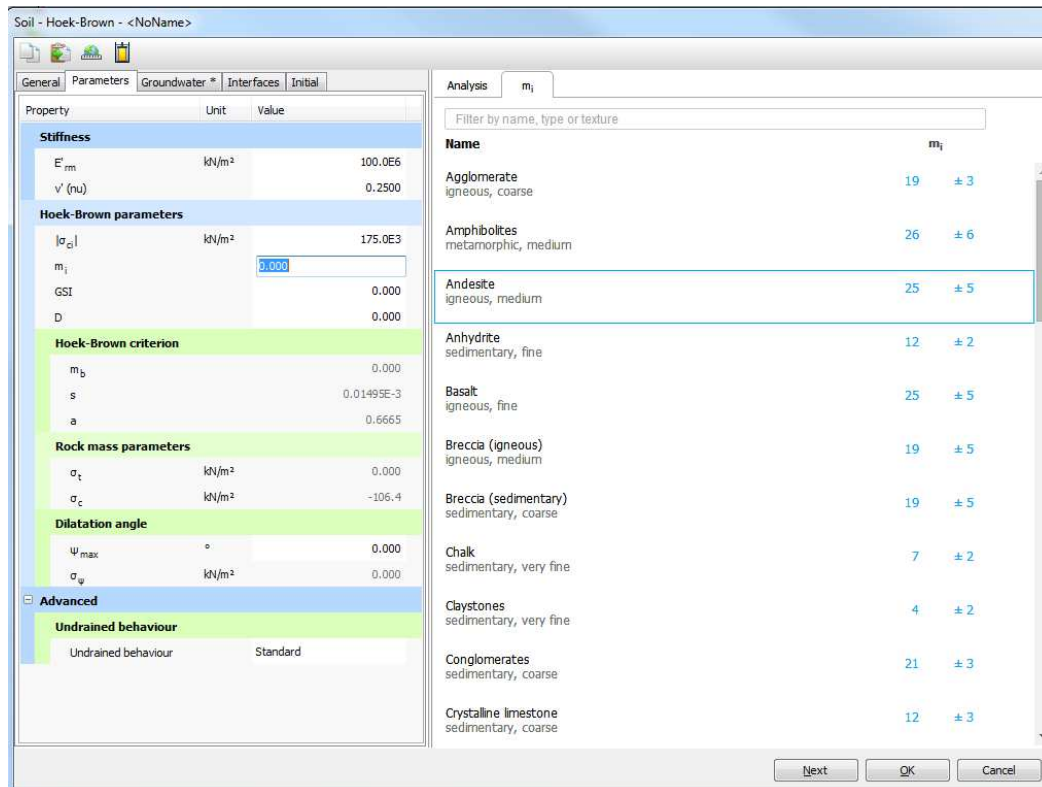 Soil - Hoek-Brown - <NoName>
General Parameters Groundwater * Interfaces Initial
Property Unit Value
Stiffness
E'rm kN/m² 100.0E6
ν' (nu) 0.2500
Hoek-Brown parameters
|σci| kN/m² 175.0E3
mi 0.000
GSI 0.000
D 0.000
Hoek-Brown criterion
mb 0.000
s 0.01495E-3
a 0.6665
Rock mass parameters
σt kN/m² 0.000
σc kN/m² -106.4
Dilatation angle
Ψmax ° 0.000
σψ kN/m² 0.000
Advanced
Undrained behaviour
Undrained behaviour Standard
Analysis mi
Filter by name, type or texture
Name mi
Agglomerate 19 ± 3
igneous, coarse
Amphibolites 26 ± 6
metamorphic, medium
Andesite 25 ± 5
igneous, medium
Anhydrite 12 ± 2
sedimentary, fine
Basalt 25 ± 5
igneous, fine
Breccia (igneous) 19 ± 5
igneous, medium
Breccia (sedimentary) 19 ± 5
sedimentary, coarse
Chalk 7 ± 2
sedimentary, very fine
Claystones 4 ± 2
sedimentary, very fine
Conglomerates 21 ± 3
sedimentary, coarse
Crystalline limestone 12 ± 3
sedimentary, coarse
Next OK Cancel